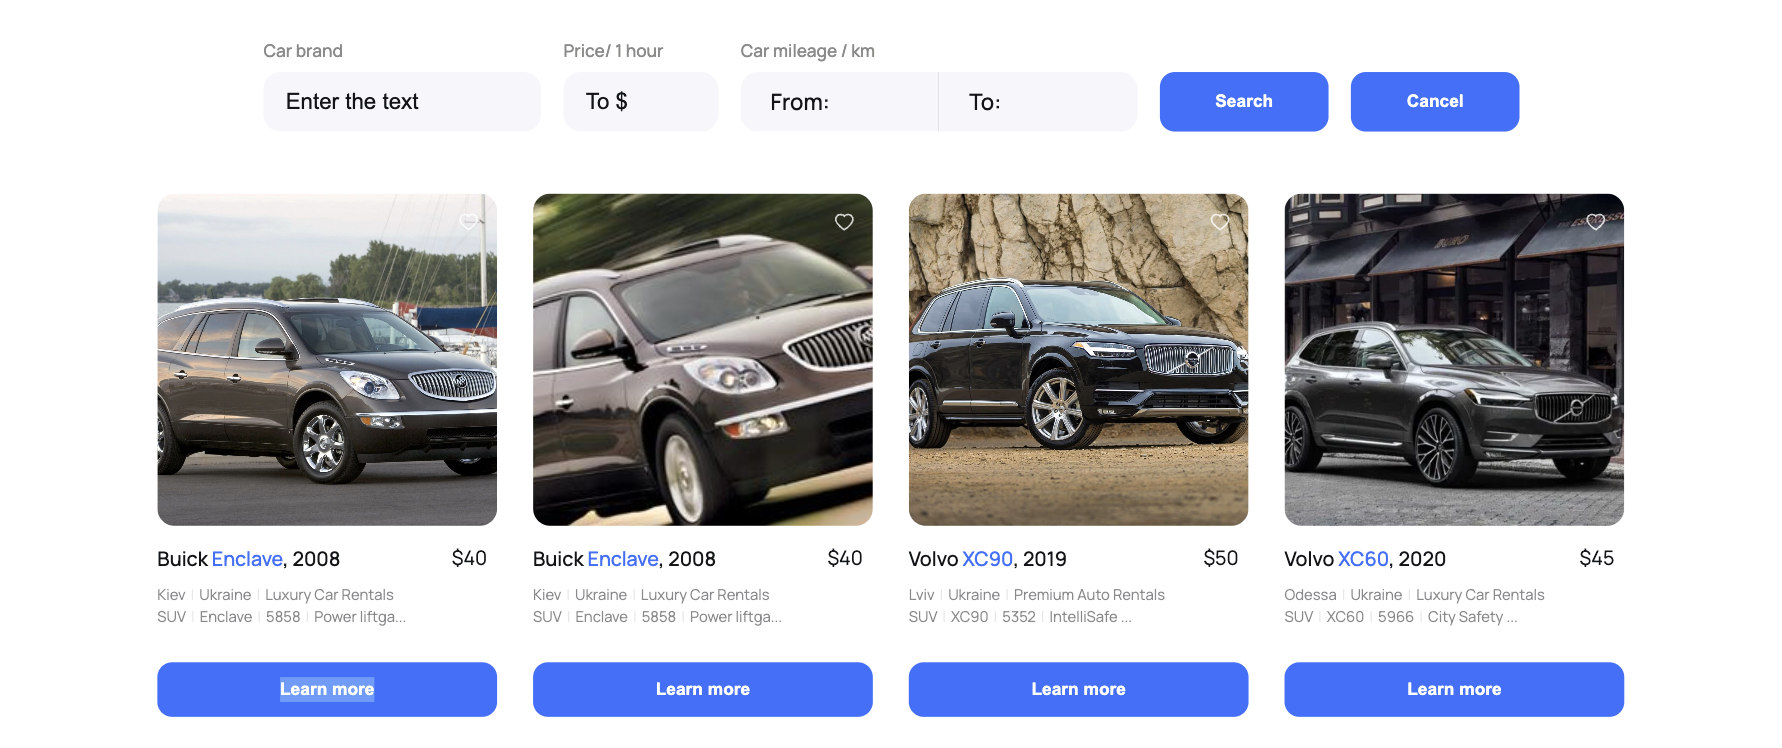 Car brand
Price/ 1 hour
Car mileage / km
Enter the text
To $
From:
To:
Search
Cancel
Buick Enclave, 2008
$40
Kiev | Ukraine | Luxury Car Rentals
SUV | Enclave | 5858 | Power liftga...
Learn more
Buick Enclave, 2008
$40
Kiev | Ukraine | Luxury Car Rentals
SUV | Enclave | 5858 | Power liftga...
Learn more
Volvo XC90, 2019
$50
Lviv | Ukraine | Premium Auto Rentals
SUV | XC90 | 5352 | IntelliSafe ...
Learn more
Volvo XC60, 2020
$45
Odessa | Ukraine | Luxury Car Rentals
SUV | XC60 | 5966 | City Safety ...
Learn more